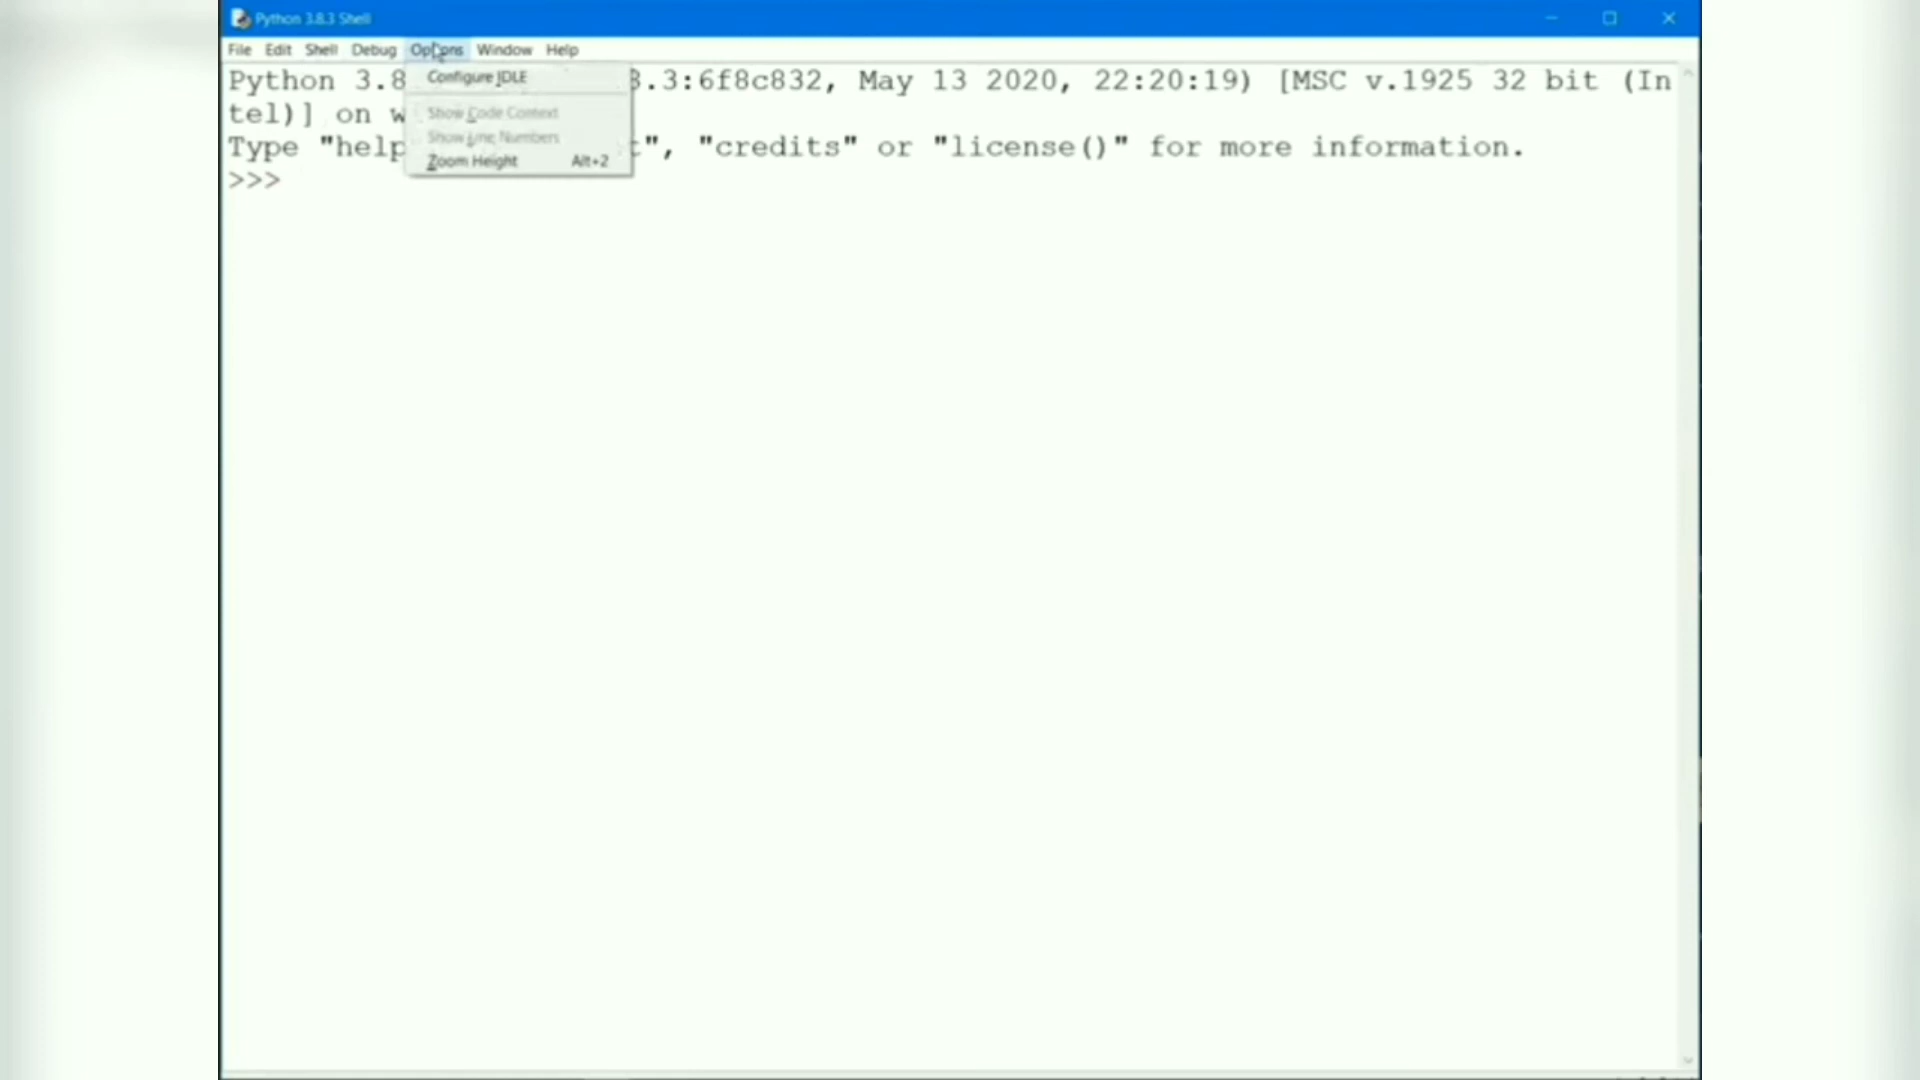 Python 3.8.3 Shell
File Edit Shell Debug Options Window Help
Python 3.8 3.3:6f8c832, May 13 2020, 22:20:19) [MSC v.1925 32 bit (In
tel)] on w
Type "help t", "credits" or "license()" for more information.
>>>
Configure IDLE
Show Code Context
Show Line Numbers
Zoom Height Alt+2